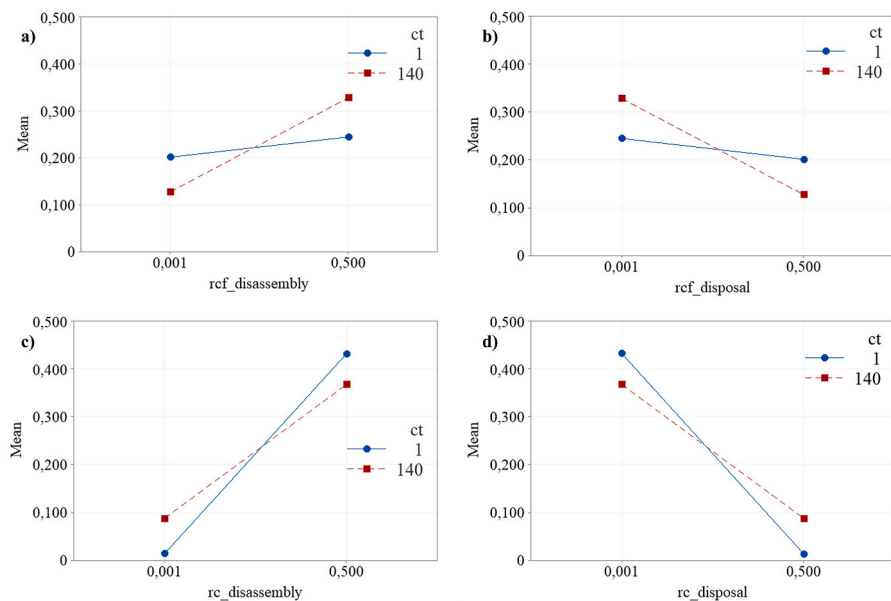 a)
0,500
0,400
0,300
0,200
0,100
0
Mean
ct
1
140
0,001 0,500
rcf_disassembly
b)
0,500
0,400
0,300
0,200
0,100
0
Mean
ct
1
140
0,001 0,500
rcf_disposal
c)
0,500
0,400
0,300
0,200
0,100
0
Mean
ct
1
140
0,001 0,500
rc_disassembly
d)
0,500
0,400
0,300
0,200
0,100
0
Mean
ct
1
140
0,001 0,500
rc_disposal